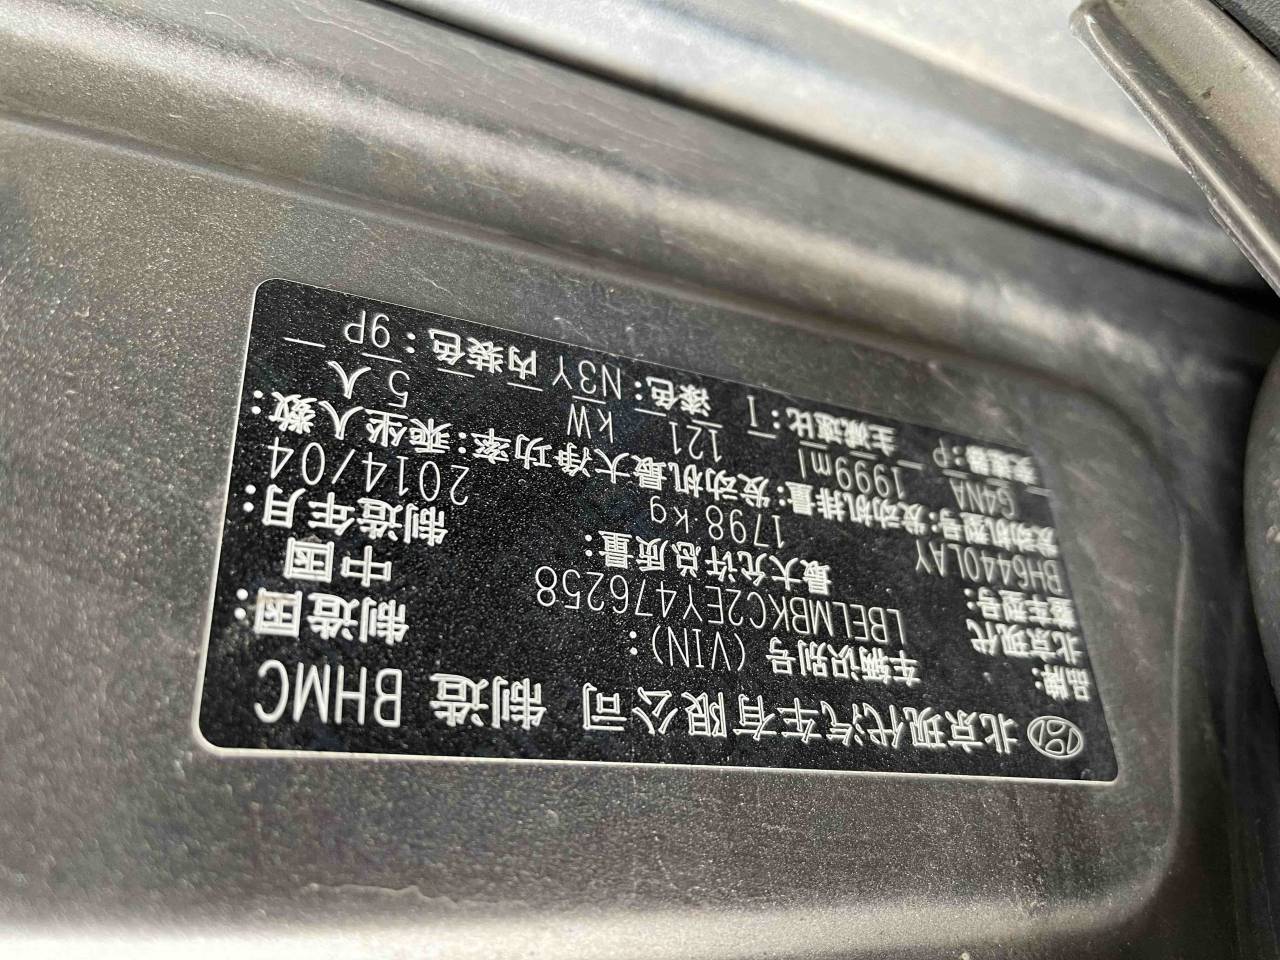 北京现代汽车有限公司 制造 BHMC
品牌: 北京现代 车辆识别号(VIN): LBELMBKC2EY476258 制造国: 中国
整车型号: BH6440LAY 最大允许总质量: 1798 kg 制造年月: 2014/04
发动机型号: G4NA 发动机排量: 1999ml 发动机最大净功率: 121 kW 乘坐人数: 5 人
变速器: P 主减速比: I 漆色: N3Y 内装色: 9P